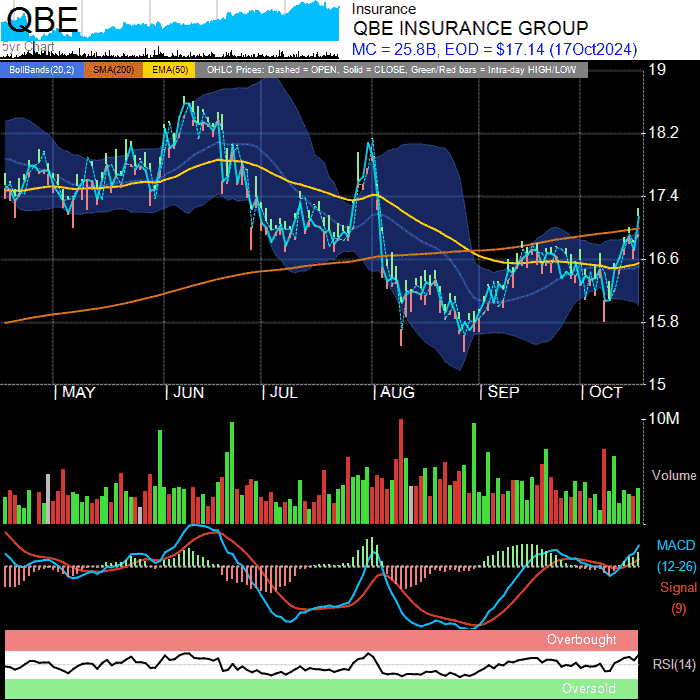 QBE
5yr Chart
Insurance
QBE INSURANCE GROUP
MC = 25.8B, EOD = $17.14 (17Oct2024)
BollBands(20,2) SMA(200) EMA(50) OHLC Prices: Dashed = OPEN, Solid = CLOSE, Green/Red bars = Intra-day HIGH/LOW
19
18.2
17.4
16.6
15.8
15
MAY JUN JUL AUG SEP OCT
10M
Volume
MACD
(12-26)
Signal
(9)
Overbought
RSI(14)
Oversold